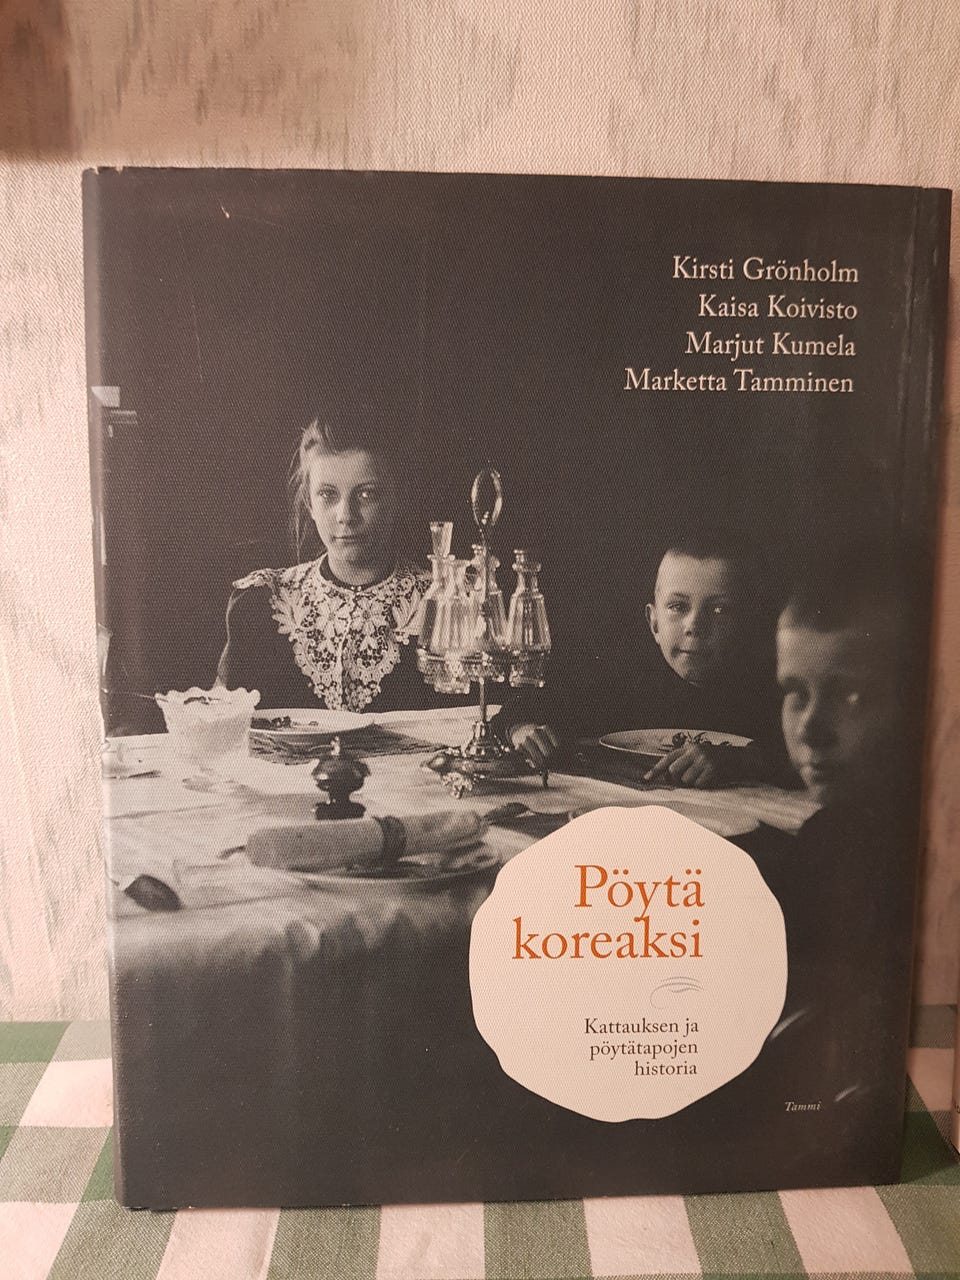 Kirsti Grönholm
Kaisa Koivisto
Marjut Kumela
Marketta Tamminen
Pöytä
koreaksi
Kattauksen ja
pöytätapojen
historia
Tammi